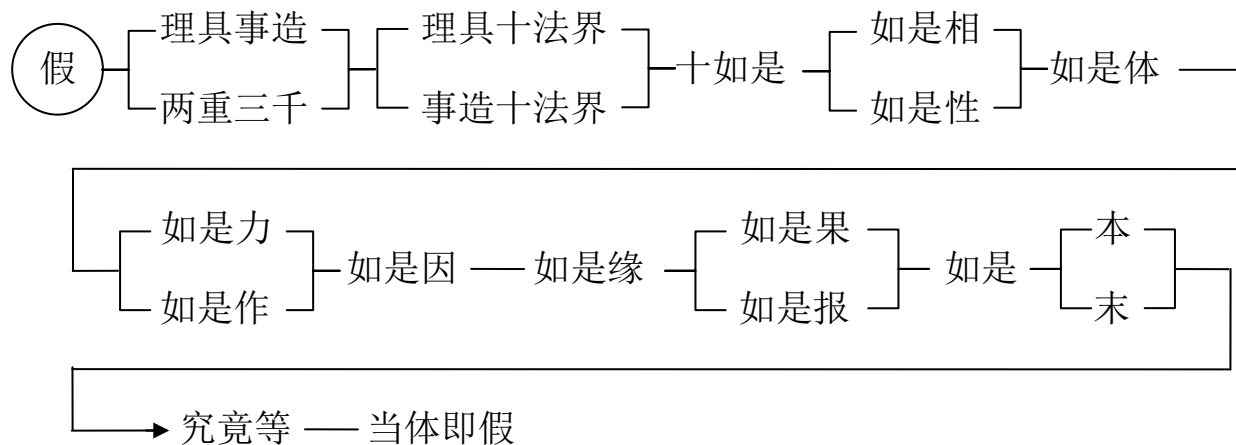 理具事造 理具十法界 如是相
假 十如是 如是体
两重三千 事造十法界 如是性
如是力 如是果 本
如是因 如是缘 如是
如是作 如是报 末
究竟等 当体即假